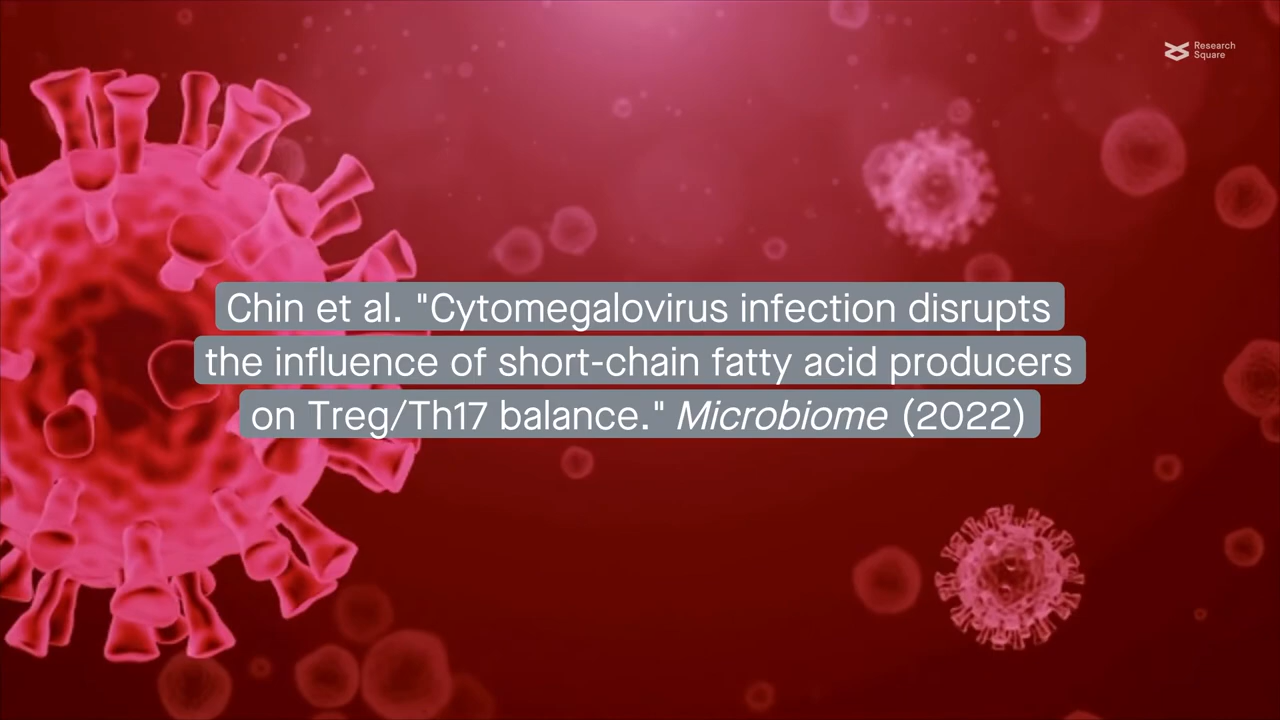 Research
Square
Chin et al. "Cytomegalovirus infection disrupts
the influence of short-chain fatty acid producers
on Treg/Th17 balance." Microbiome (2022)